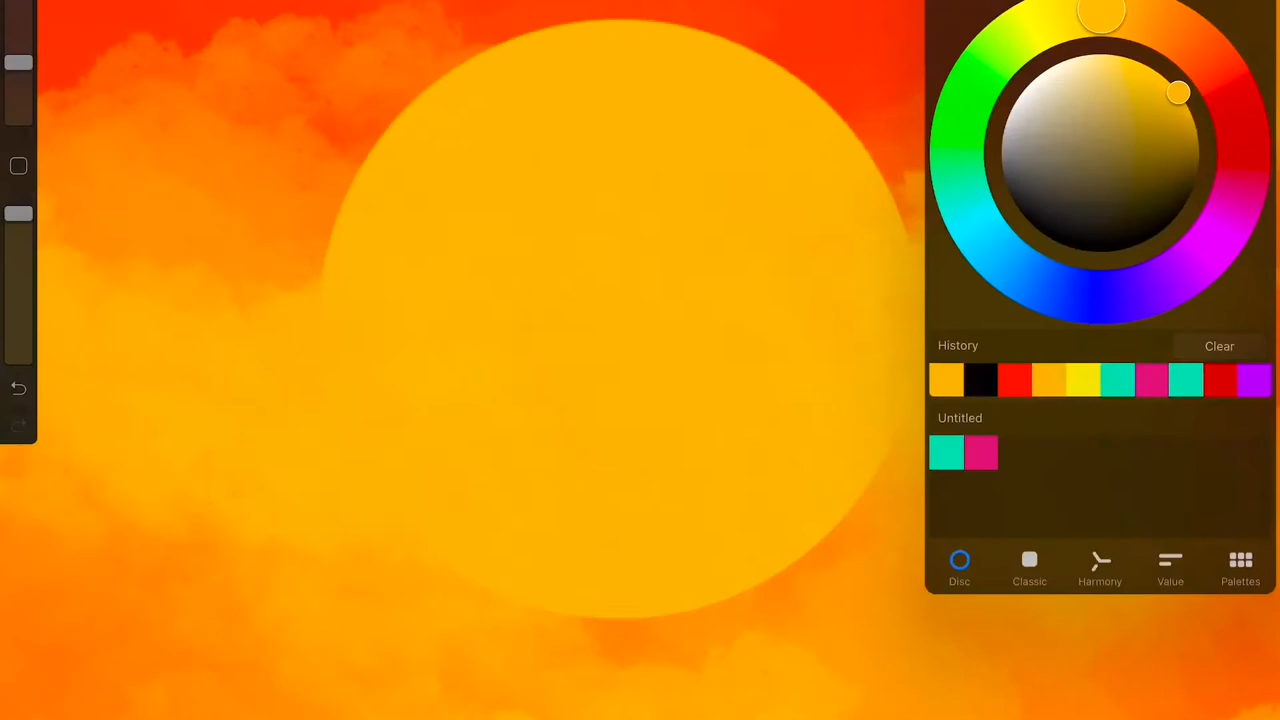 History
Clear
Untitled
Disc
Classic
Harmony
Value
Palettes